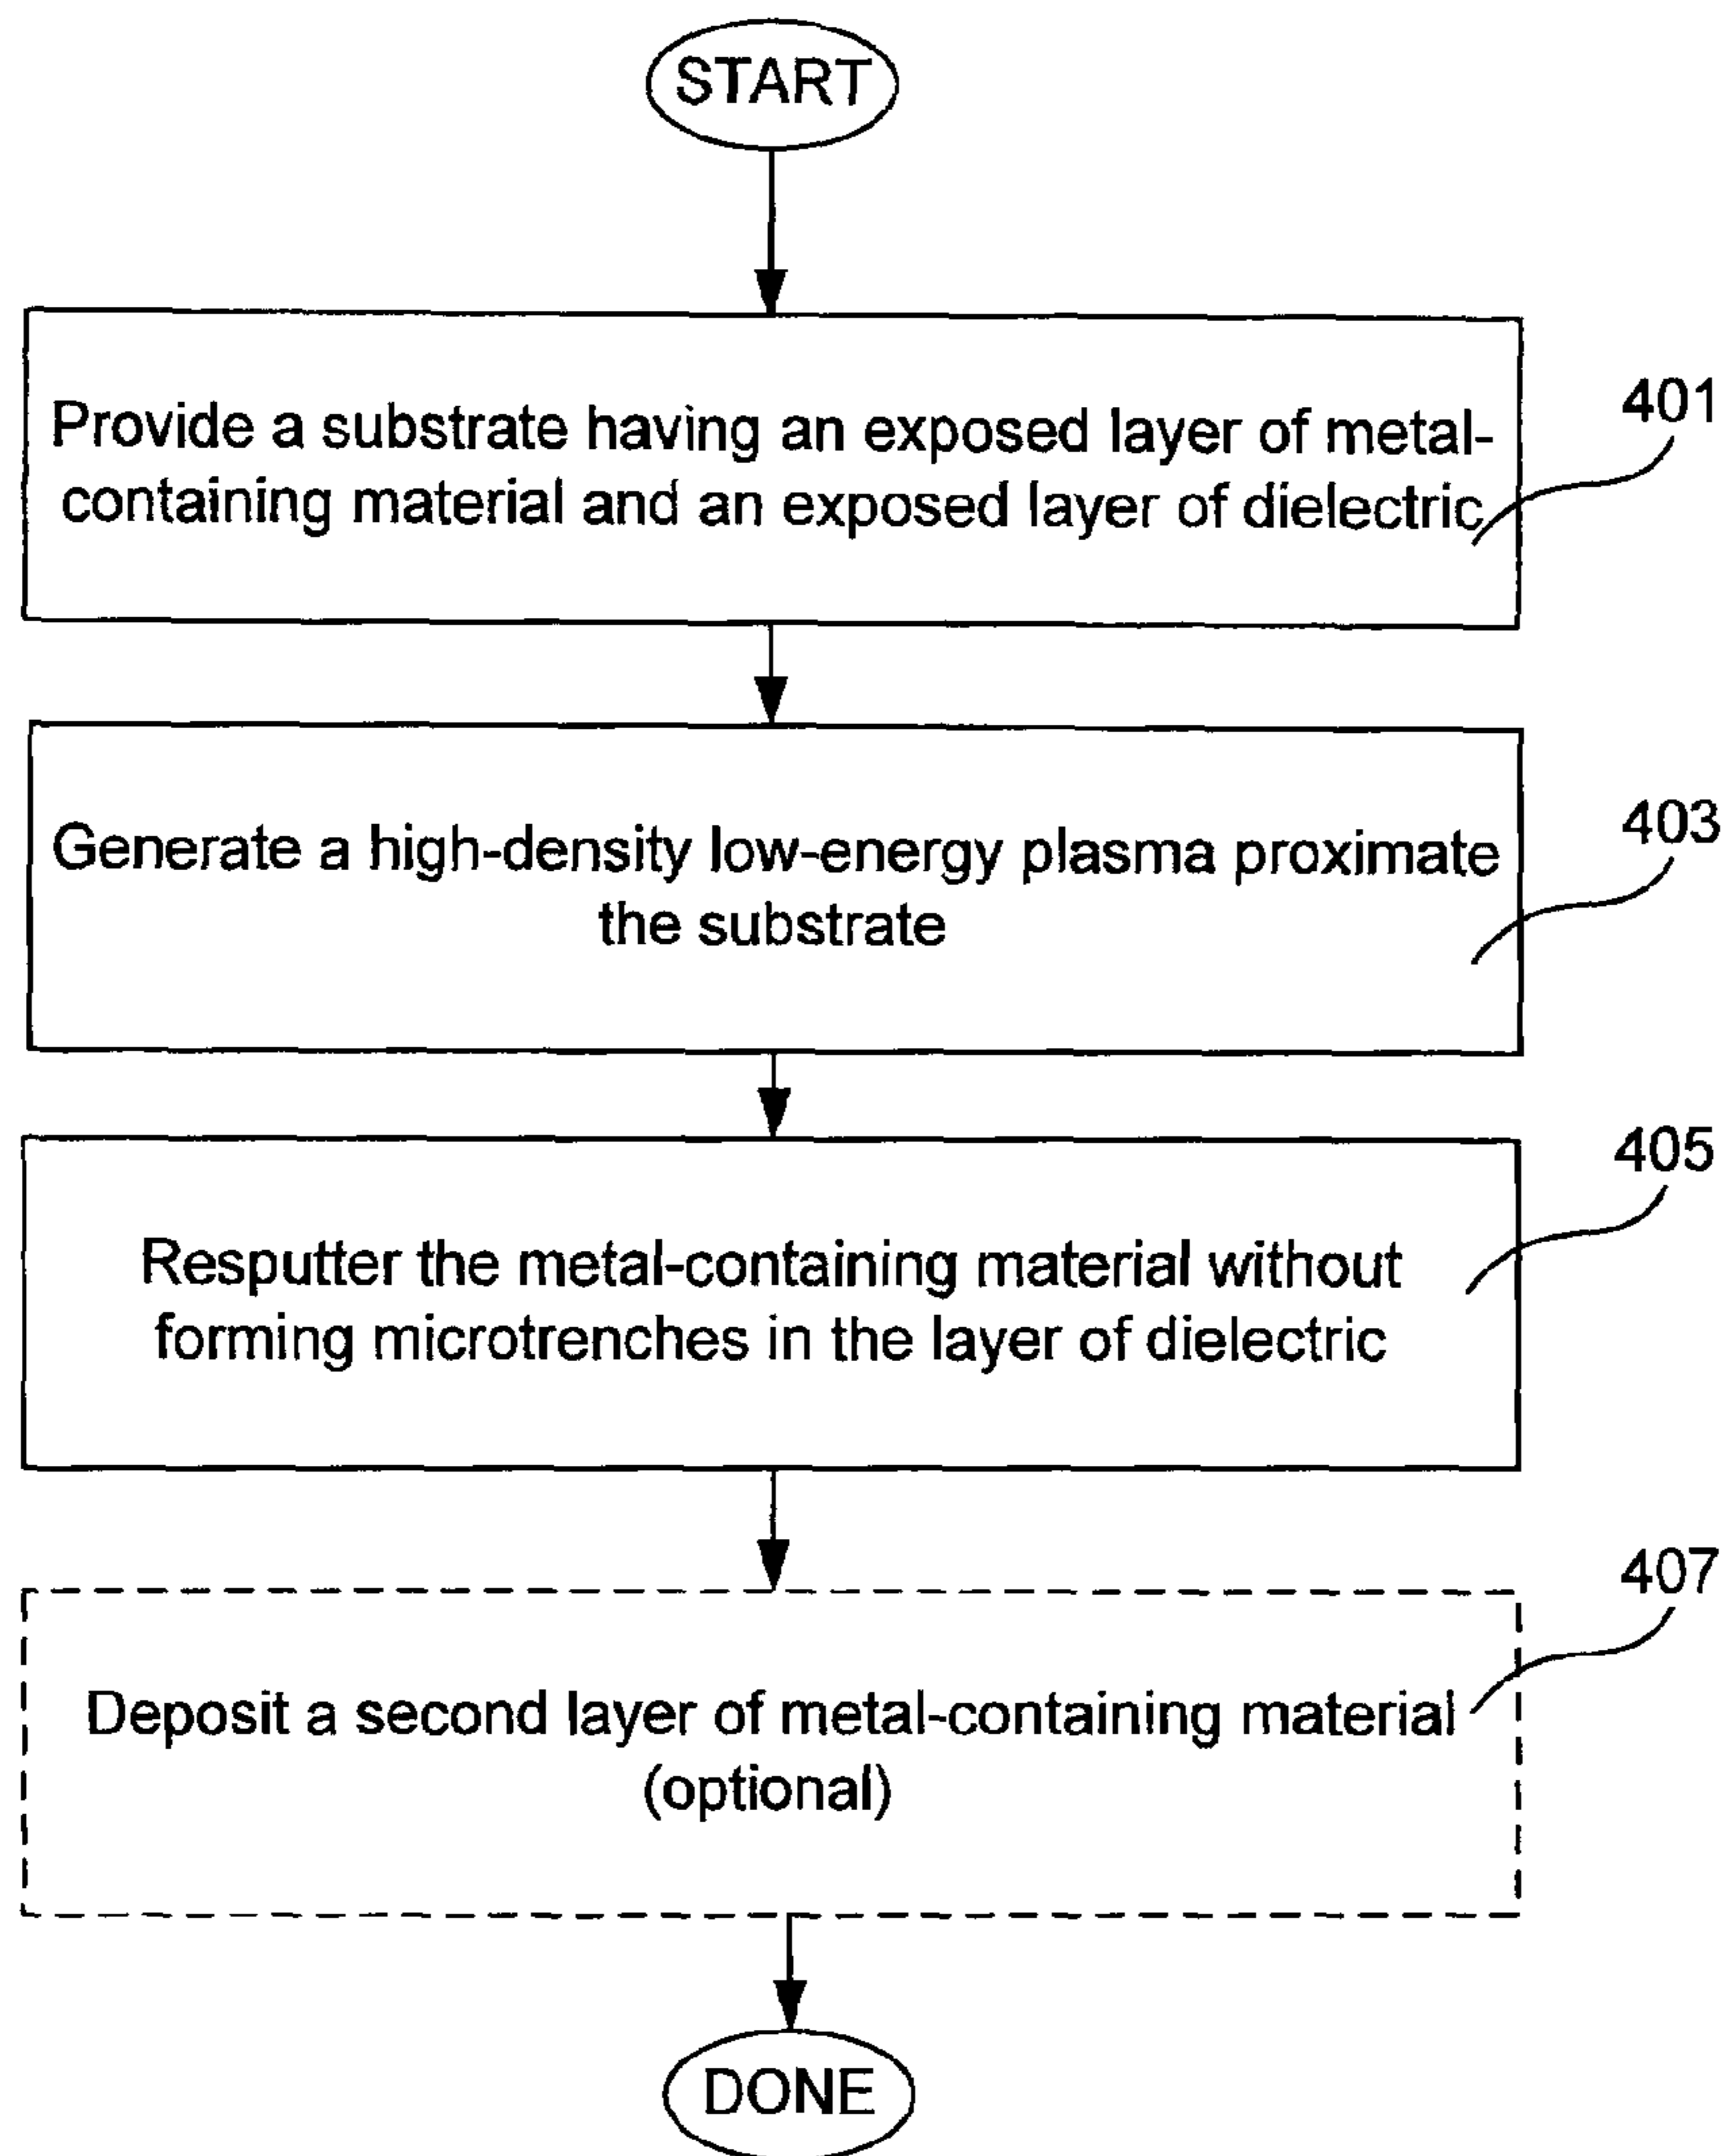 START
Provide a substrate having an exposed layer of metal-
containing material and an exposed layer of dielectric
401
Generate a high-density low-energy plasma proximate
the substrate
403
Resputter the metal-containing material without
forming microtrenches in the layer of dielectric
405
Deposit a second layer of metal-containing material
(optional)
407
DONE